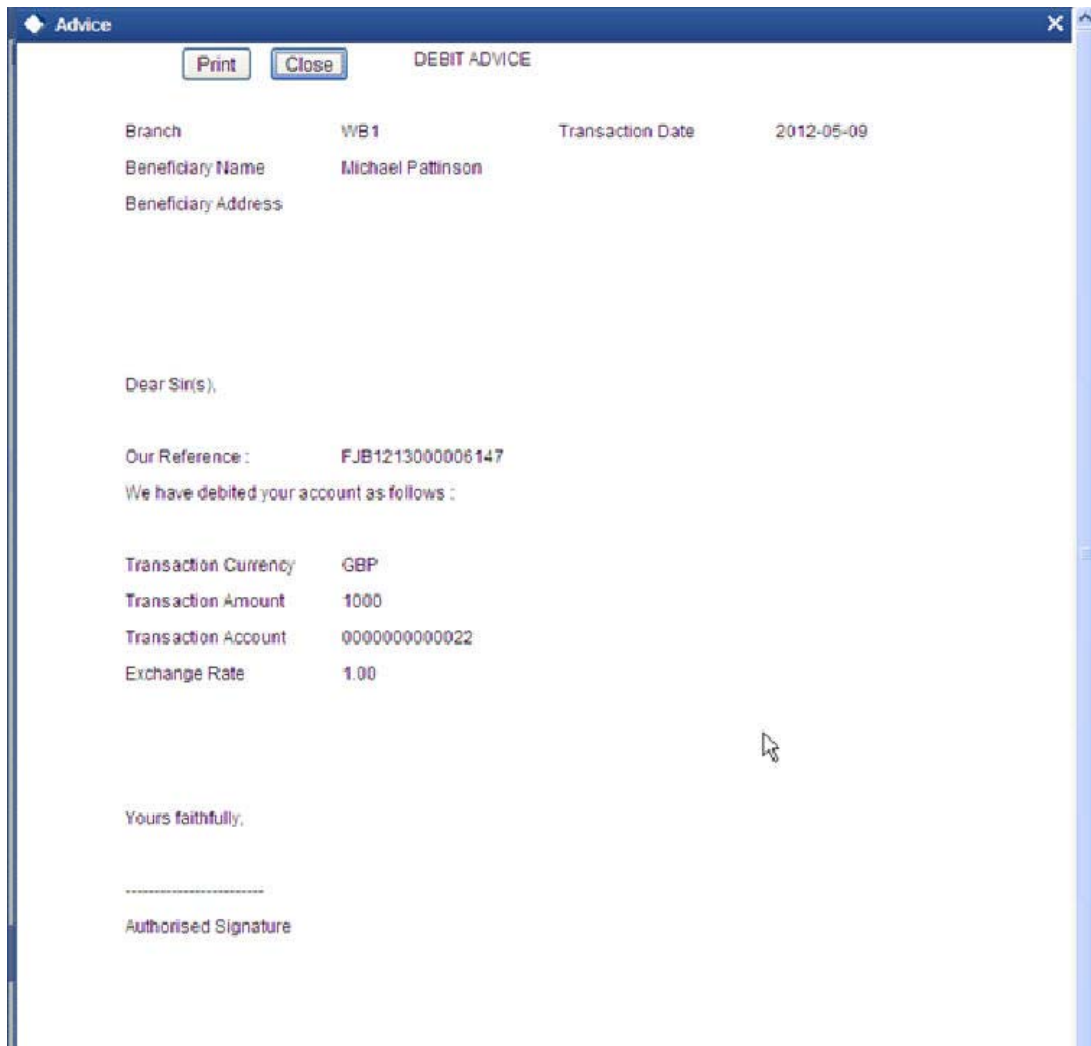 Advice
Print Close DEBIT ADVICE
Branch WB1 Transaction Date 2012-05-09
Beneficiary Name Michael Pattinson
Beneficiary Address
Dear Sir(s),
Our Reference : FJB1213000006147
We have debited your account as follows :
Transaction Currency GBP
Transaction Amount 1000
Transaction Account 0000000000022
Exchange Rate 1.00
Yours faithfully,
------------------------
Authorised Signature